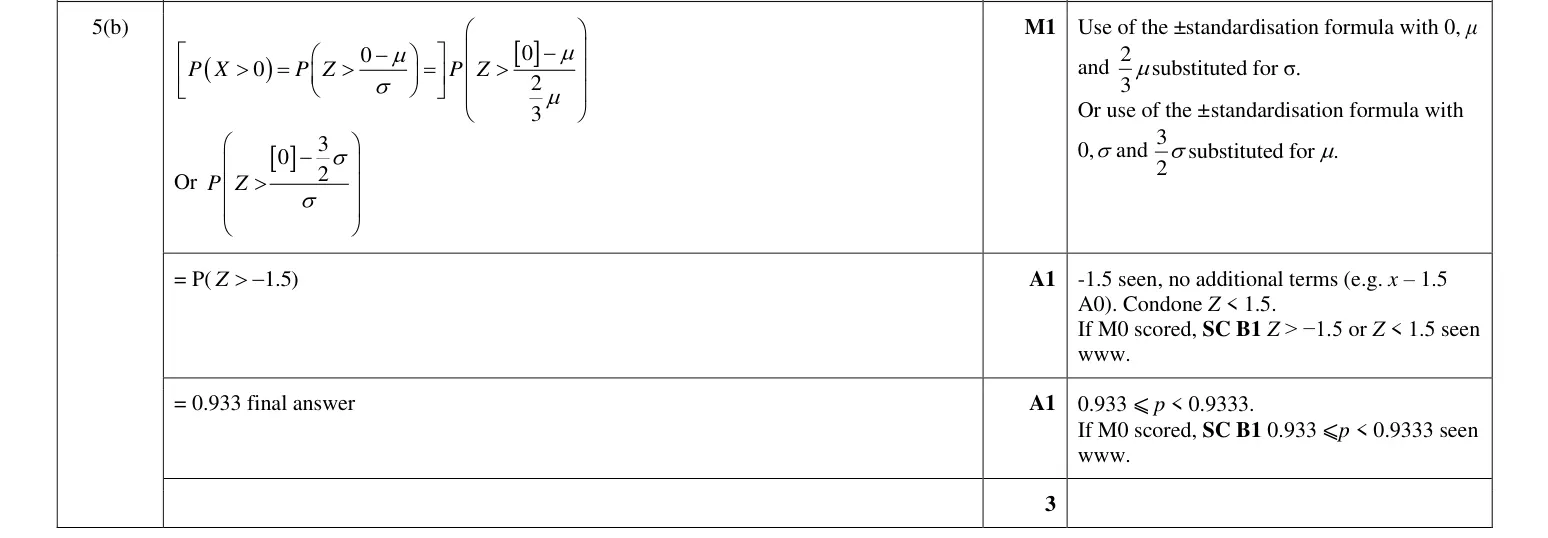 5(b)
[P(X > 0) = P(Z > (0 − μ)/σ) =] P(Z > ([0] − μ)/(2/3 μ))
Or P(Z > ([0] − 3/2 σ)/σ)
M1
Use of the ±standardisation formula with 0, μ
and 2/3 μ substituted for σ.
Or use of the ±standardisation formula with
0, σ and 3/2 σ substituted for μ.
= P( Z > −1.5)
A1
-1.5 seen, no additional terms (e.g. x – 1.5
A0). Condone Z < 1.5.
If M0 scored, SC B1 Z > −1.5 or Z < 1.5 seen
www.
= 0.933 final answer
A1
0.933 ⩽ p < 0.9333.
If M0 scored, SC B1 0.933 ⩽p < 0.9333 seen
www.
3